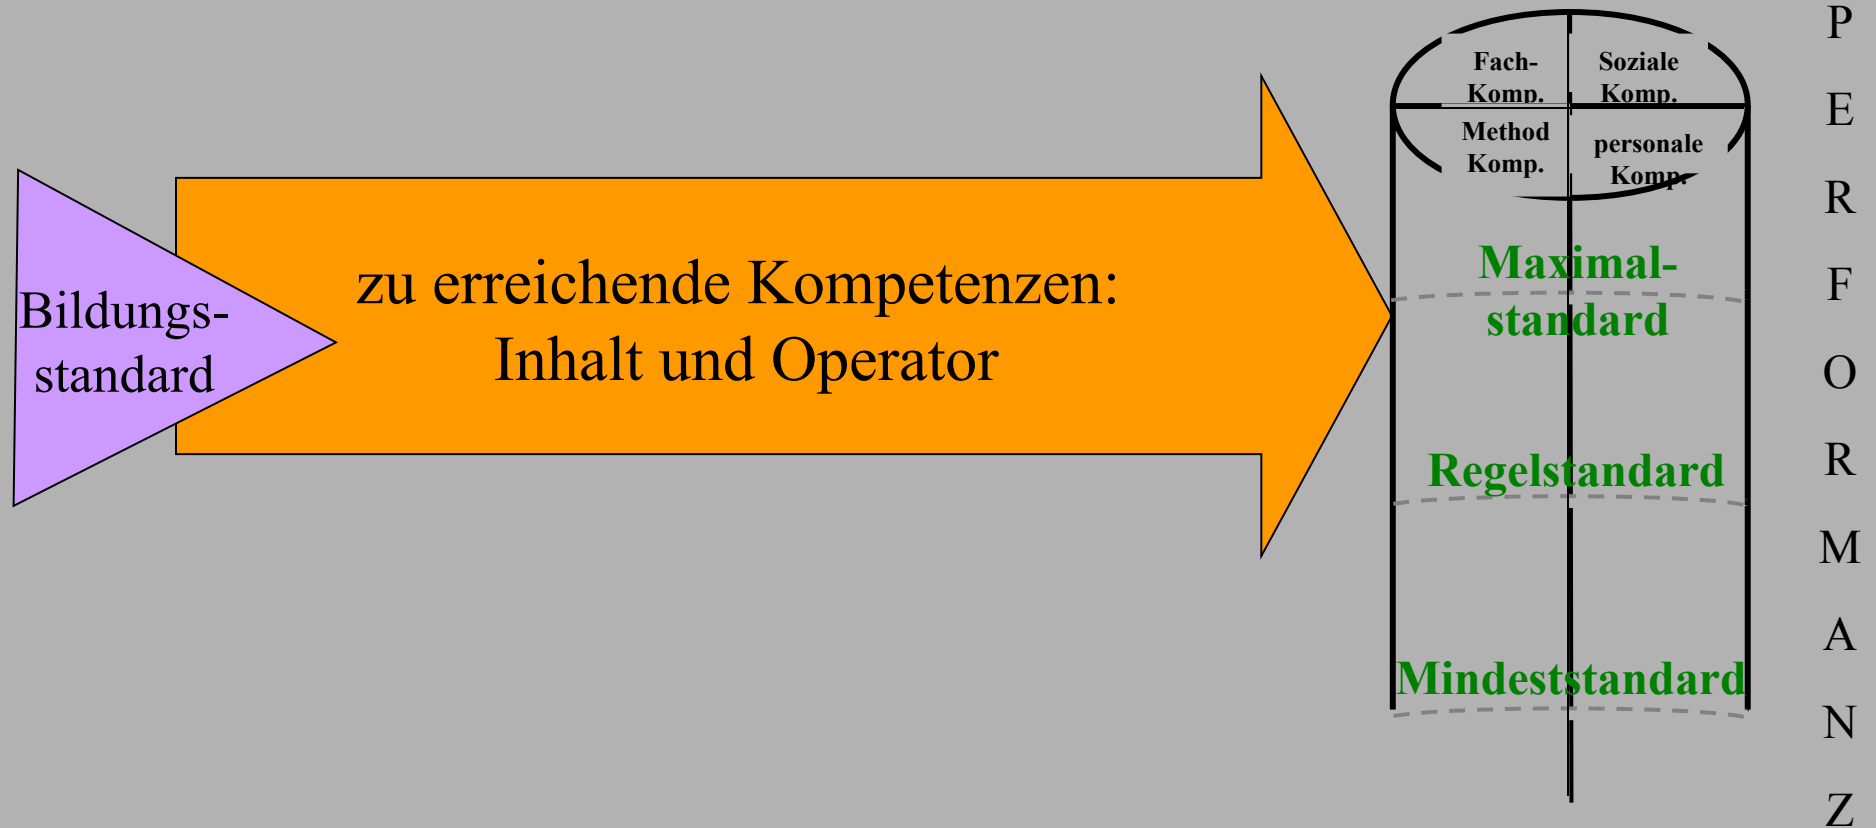 Bildungs-
standard
zu erreichende Kompetenzen:
Inhalt und Operator
Fach-
Komp.
Soziale
Komp.
Method
Komp.
personale
Komp.
Maximal-
standard
Regelstandard
Mindeststandard
P
E
R
F
O
R
M
A
N
Z